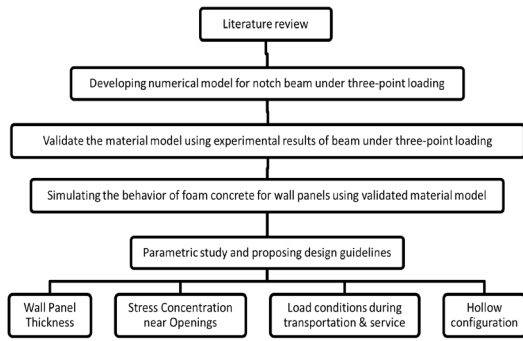 Literature review
Developing numerical model for notch beam under three-point loading
Validate the material model using experimental results of beam under three-point loading
Simulating the behavior of foam concrete for wall panels using validated material model
Parametric study and proposing design guidelines
Wall Panel
Thickness
Stress Concentration
near Openings
Load conditions during
transportation & service
Hollow
configuration